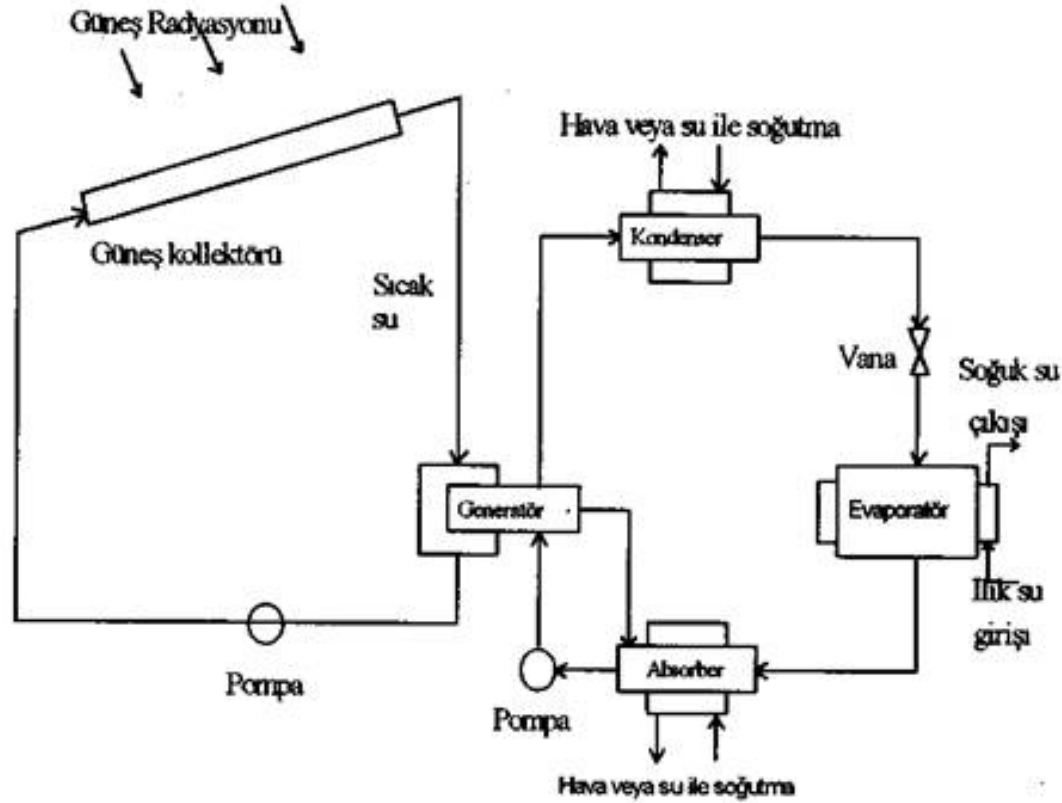 Güneş Radyasyonu
Hava veya su ile soğutma
Kondenser
Güneş kollektörü
Sıcak
su
Vana
Soğuk su
çıkışı
Generatör
Evaporatör
Ilık su
girişi
Absorber
Pompa
Pompa
Hava veya su ile soğutma